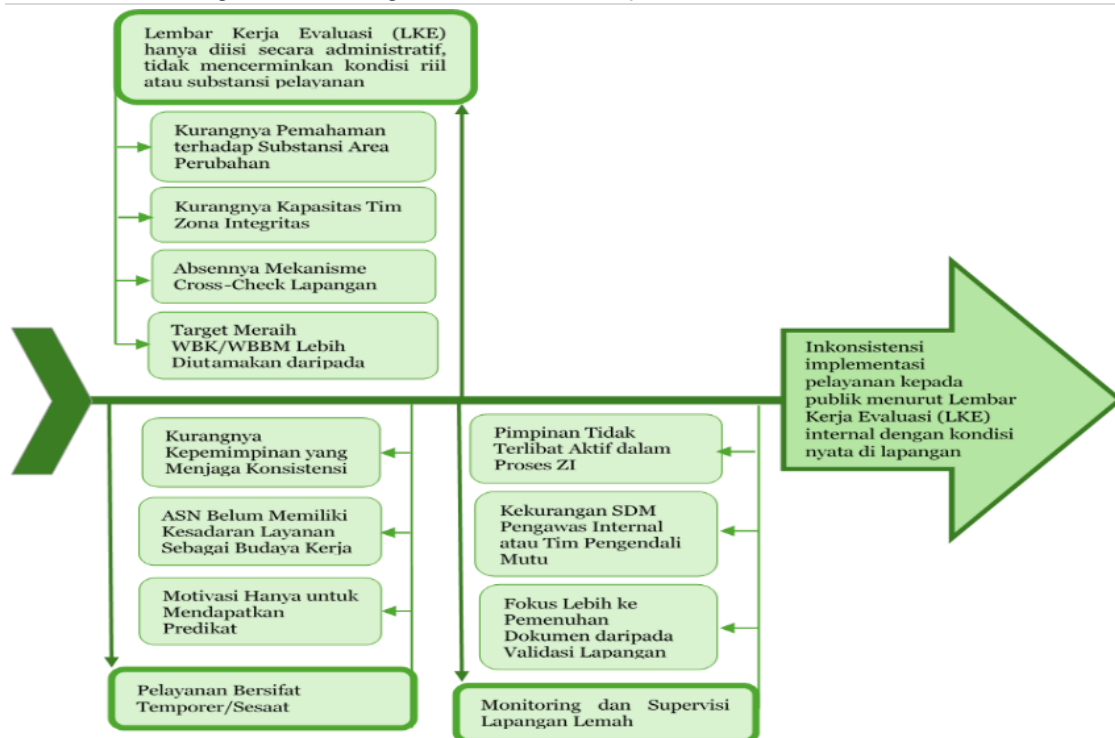 Lembar Kerja Evaluasi (LKE)
hanya diisi secara administratif,
tidak mencerminkan kondisi riil
atau substansi pelayanan
Kurangnya Pemahaman
terhadap Substansi Area
Perubahan
Kurangnya Kapasitas Tim
Zona Integritas
Absennya Mekanisme
Cross-Check Lapangan
Target Meraih
WBK/WBBM Lebih
Diutamakan daripada
Kurangnya
Kepemimpinan yang
Menjaga Konsistensi
ASN Belum Memiliki
Kesadaran Layanan
Sebagai Budaya Kerja
Motivasi Hanya untuk
Mendapatkan
Predikat
Pelayanan Bersifat
Temporer/Sesaat
Pimpinan Tidak
Terlibat Aktif dalam
Proses ZI
Kekurangan SDM
Pengawas Internal
atau Tim Pengendali
Mutu
Fokus Lebih ke
Pemenuhan
Dokumen daripada
Validasi Lapangan
Monitoring dan Supervisi
Lapangan Lemah
Inkonsistensi
implementasi
pelayanan kepada
publik menurut Lembar
Kerja Evaluasi (LKE)
internal dengan kondisi
nyata di lapangan